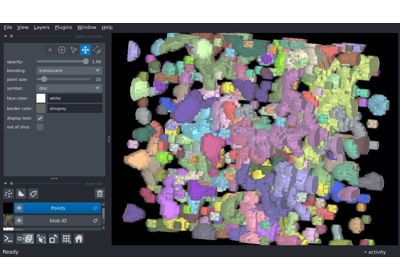 File View Layers Plugins Window Help
opacity: 1.00
blending: translucent
point size: 10
symbol: disc
face color: white
border color: dimgrey
display text:
out of slice:
Points
blob ID
Ready
activity